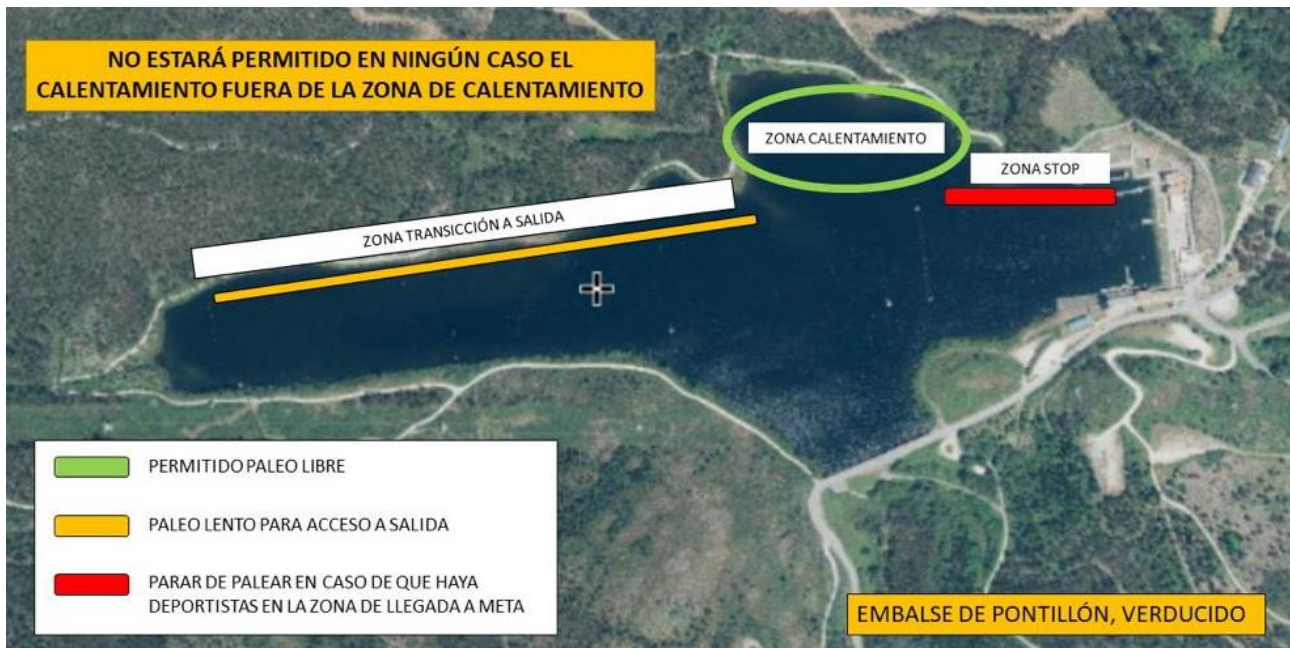 NO ESTARÁ PERMITIDO EN NINGÚN CASO EL
CALENTAMIENTO FUERA DE LA ZONA DE CALENTAMIENTO
ZONA CALENTAMIENTO
ZONA STOP
ZONA TRANSICCIÓN A SALIDA
PERMITIDO PALEO LIBRE
PALEO LENTO PARA ACCESO A SALIDA
PARAR DE PALEAR EN CASO DE QUE HAYA
DEPORTISTAS EN LA ZONA DE LLEGADA A META
EMBALSE DE PONTILLÓN, VERDUCIDO